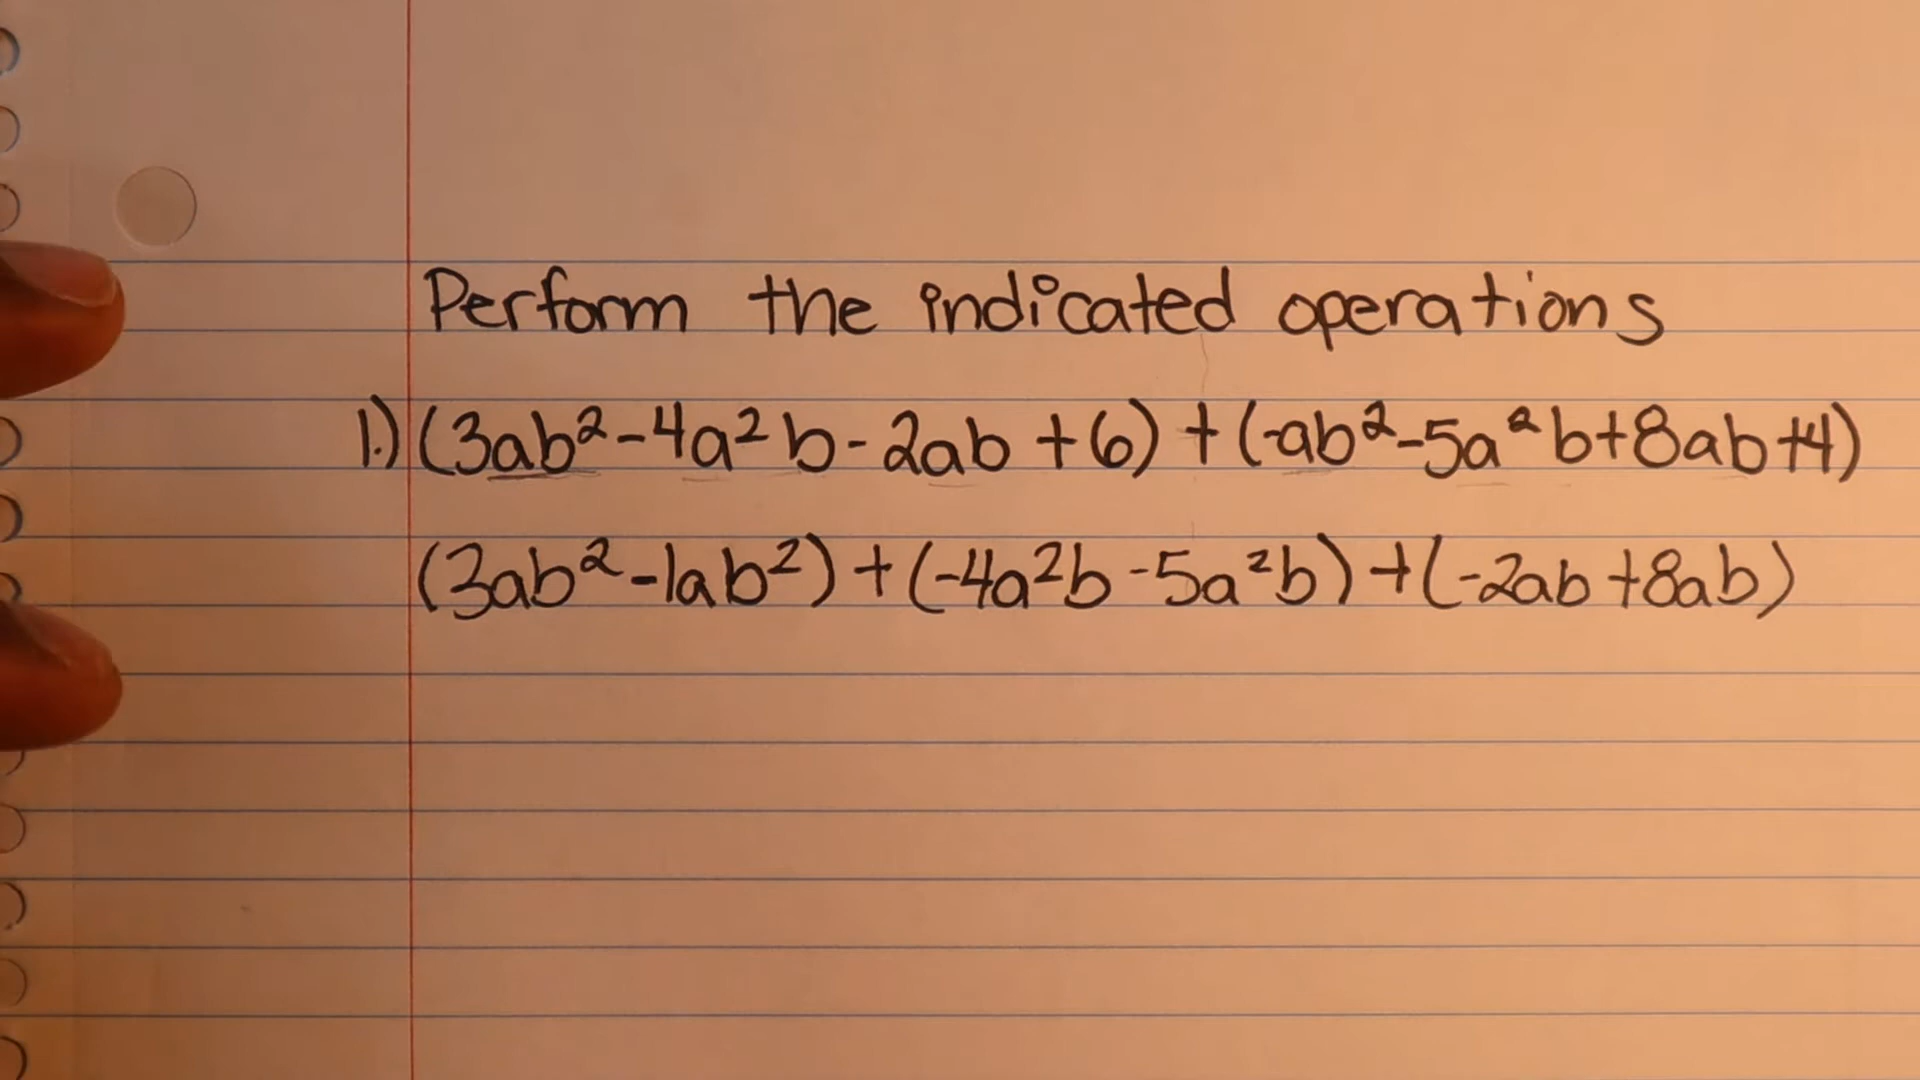 Perform the indicated operations
1.) (3ab² - 4a²b - 2ab + 6) + (-ab² - 5a²b + 8ab + 4)
(3ab² - 1ab²) + (-4a²b - 5a²b) + (-2ab + 8ab)